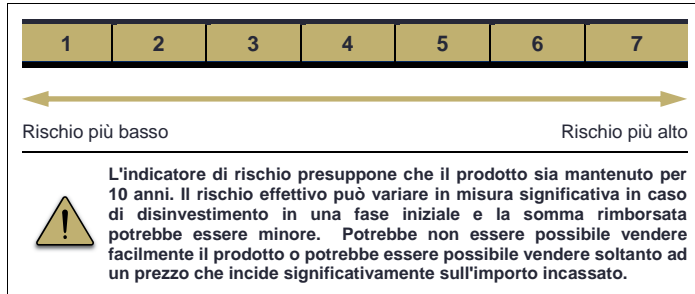 1 2 3 4 5 6 7
Rischio più basso Rischio più alto
L'indicatore di rischio presuppone che il prodotto sia mantenuto per
10 anni. Il rischio effettivo può variare in misura significativa in caso
di disinvestimento in una fase iniziale e la somma rimborsata
potrebbe essere minore. Potrebbe non essere possibile vendere
facilmente il prodotto o potrebbe essere possibile vendere soltanto ad
un prezzo che incide significativamente sull'importo incassato.